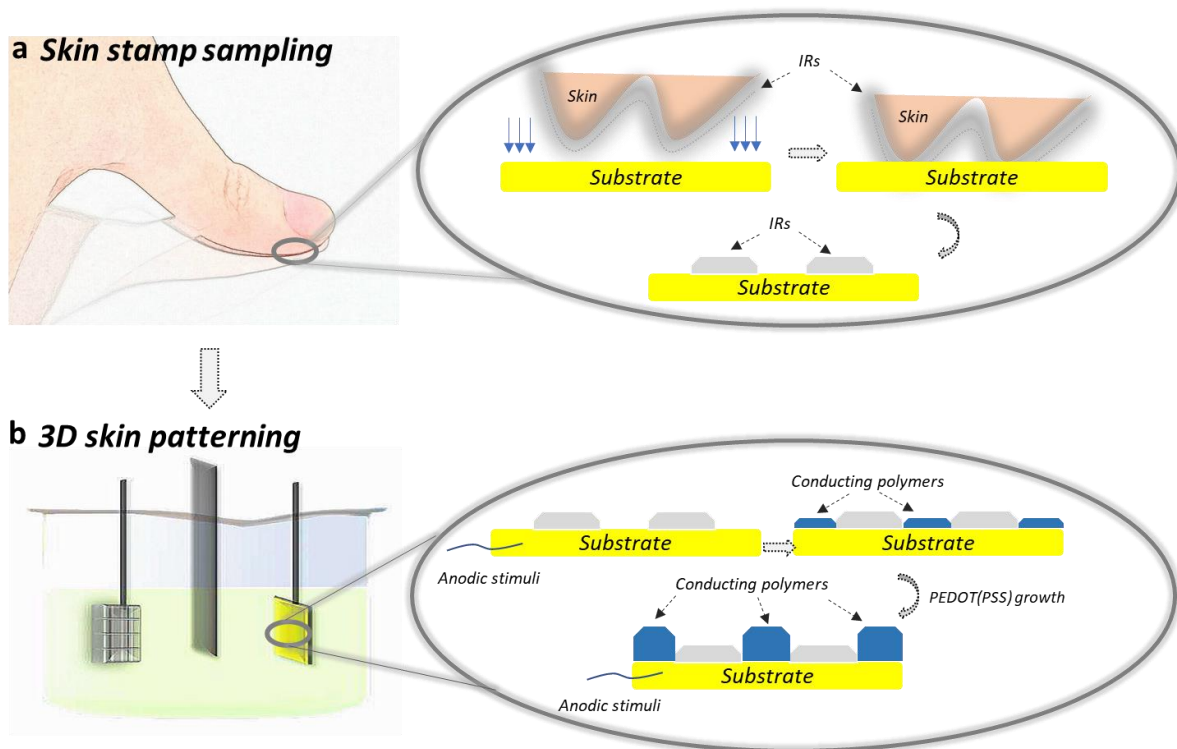 a Skin stamp sampling
IRs
Skin
Skin
Substrate
Substrate
IRs
Substrate
b 3D skin patterning
Conducting polymers
Substrate
Substrate
Anodic stimuli
Conducting polymers
PEDOT(PSS) growth
Substrate
Anodic stimuli